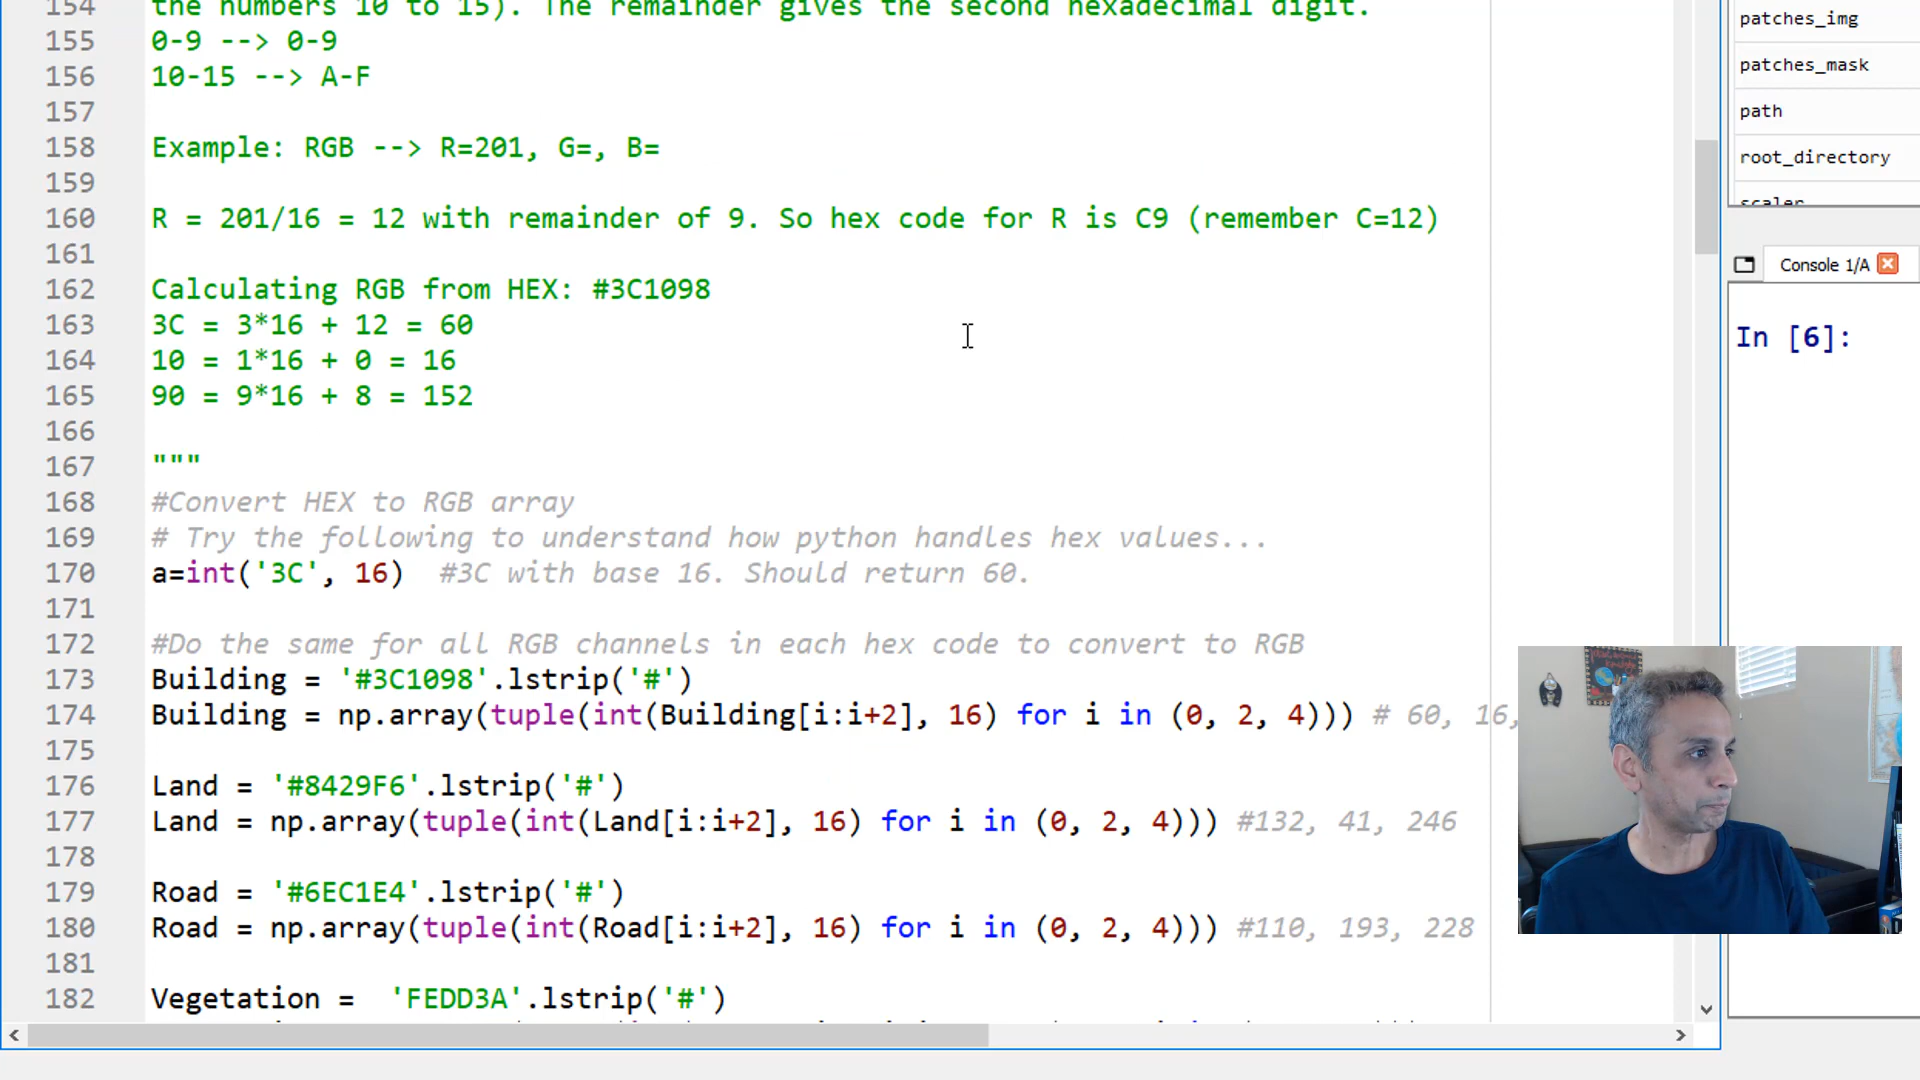 154 the numbers 10 to 15). The remainder gives the second hexadecimal digit.
155 0-9 --> 0-9
156 10-15 --> A-F
157
158 Example: RGB --> R=201, G=, B=
159
160 R = 201/16 = 12 with remainder of 9. So hex code for R is C9 (remember C=12)
161
162 Calculating RGB from HEX: #3C1098
163 3C = 3*16 + 12 = 60
164 10 = 1*16 + 0 = 16
165 90 = 9*16 + 8 = 152
166
167 """
168 #Convert HEX to RGB array
169 # Try the following to understand how python handles hex values...
170 a=int('3C', 16)  #3C with base 16. Should return 60.
171
172 #Do the same for all RGB channels in each hex code to convert to RGB
173 Building = '#3C1098'.lstrip('#')
174 Building = np.array(tuple(int(Building[i:i+2], 16) for i in (0, 2, 4))) # 60, 16,
175
176 Land = '#8429F6'.lstrip('#')
177 Land = np.array(tuple(int(Land[i:i+2], 16) for i in (0, 2, 4))) #132, 41, 246
178
179 Road = '#6EC1E4'.lstrip('#')
180 Road = np.array(tuple(int(Road[i:i+2], 16) for i in (0, 2, 4))) #110, 193, 228
181
182 Vegetation =  'FEDD3A'.lstrip('#')
patches_img
patches_mask
path
root_directory
scaler
Console 1/A
In [6]: